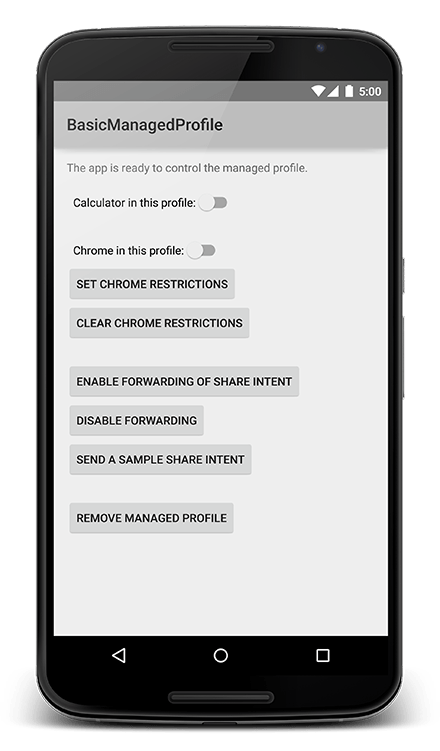 5:00
BasicManagedProfile
The app is ready to control the managed profile.
Calculator in this profile:
Chrome in this profile:
SET CHROME RESTRICTIONS
CLEAR CHROME RESTRICTIONS
ENABLE FORWARDING OF SHARE INTENT
DISABLE FORWARDING
SEND A SAMPLE SHARE INTENT
REMOVE MANAGED PROFILE